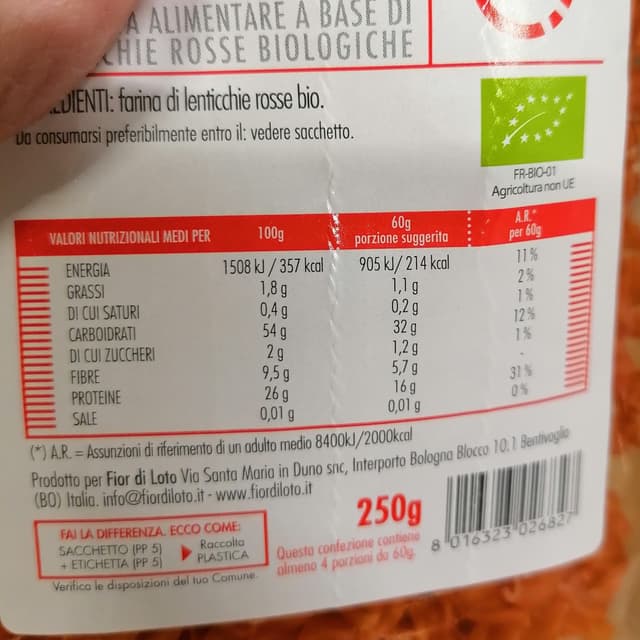 A ALIMENTARE A BASE DI
CHIE ROSSE BIOLOGICHE
EDIENTI: farina di lenticchie rosse bio.
Da consumarsi preferibilmente entro il: vedere sacchetto.
FR-BIO-01
Agricoltura non UE
VALORI NUTRIZIONALI MEDI PER 100g 60g porzione suggerita A.R.* per 60g
ENERGIA 1508 kJ / 357 kcal 905 kJ/ 214 kcal 11%
GRASSI 1,8 g 1,1 g 2%
DI CUI SATURI 0,4 g 0,2 g 1%
CARBOIDRATI 54 g 32 g 12%
DI CUI ZUCCHERI 2 g 1,2 g 1%
FIBRE 9,5 g 5,7 g -
PROTEINE 26 g 16 g 31%
SALE 0,01 g 0,01 g 0%
(*) A.R. = Assunzioni di riferimento di un adulto medio 8400kJ/2000kcal
Prodotto per Fior di Loto Via Santa Maria in Duno snc, Interporto Bologna Blocco 10.1 Bentivoglio
(BO) Italia. info@fiordiloto.it - www.fiordiloto.it
FAI LA DIFFERENZA. ECCO COME:
SACCHETTO (PP 5)
+ ETICHETTA (PP 5)
Raccolta
PLASTICA
Verifica le disposizioni del tuo Comune.
250g
Questa confezione contiene
almeno 4 porzioni da 60g.
8 016323 026827